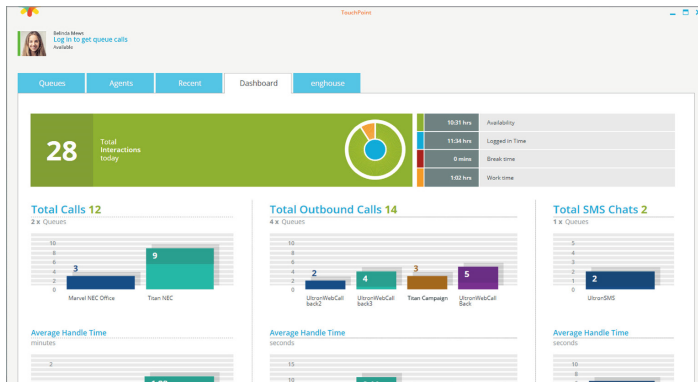 TouchPoint
Belinda Mews
Log in to get queue calls
Available
Queues
Agents
Recent
Dashboard
enghouse
28
Total
Interactions
today
10:31 hrs Availability
11:34 hrs Logged in Time
0 mins Break time
1:02 hrs Work time
Total Calls 12
2 x Queues
10
8
6
4
2
0
3
9
Marvel NEC Office
Titan NEC
Total Outbound Calls 14
4 x Queues
10
8
6
4
2
0
2
4
3
5
UltronWebCall
back2
UltronWebCall
back3
Titan Campaign
UltronWebCall
Back
Total SMS Chats 2
1 x Queues
5
4
3
2
1
0
2
UltronSMS
Average Handle Time
minutes
2
Average Handle Time
seconds
15
10
Average Handle Time
seconds
10
8